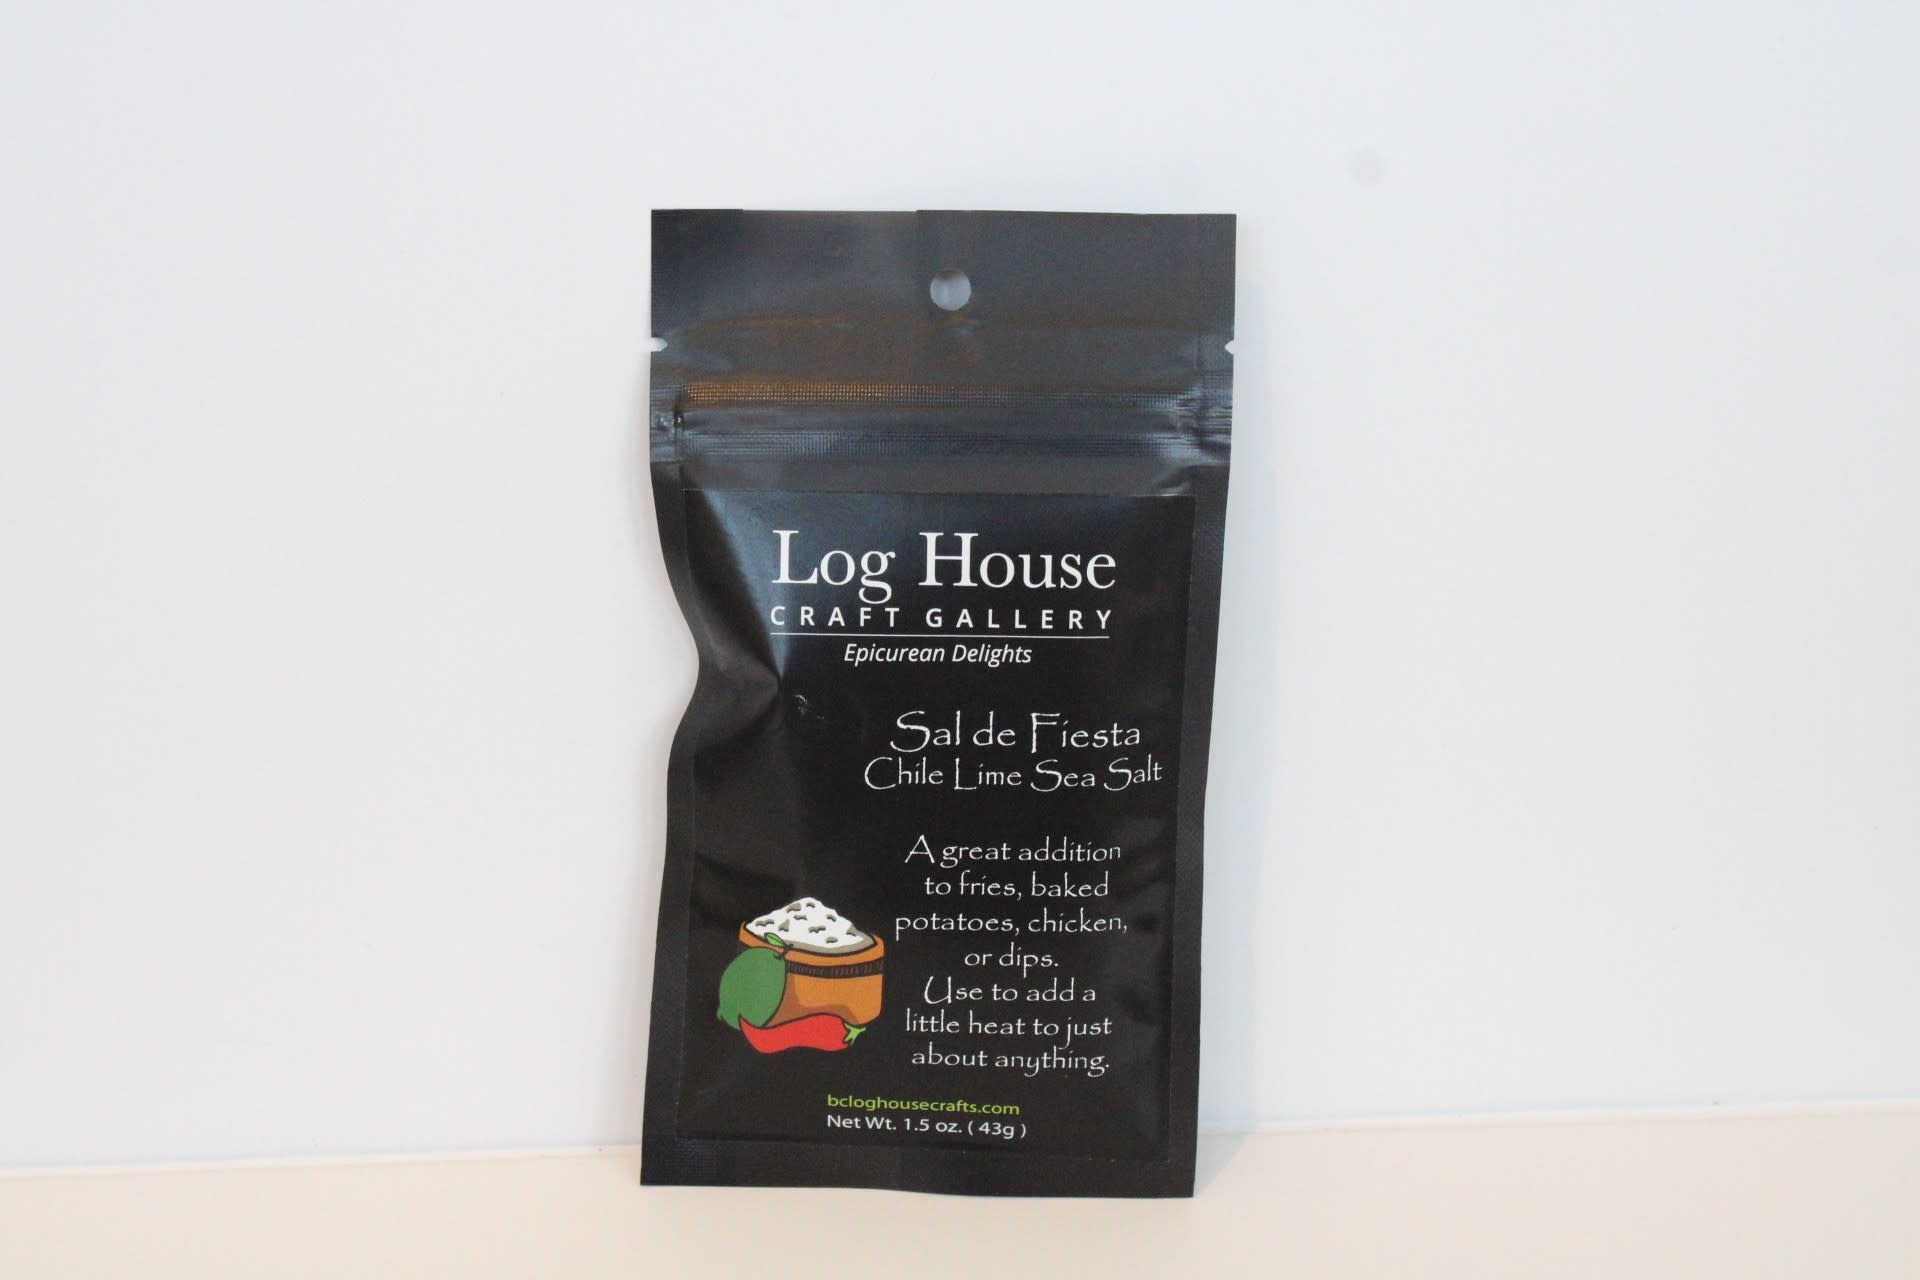 Log House
CRAFT GALLERY
Epicurean Delights
Sal de Fiesta
Chile Lime Sea Salt
A great addition
to fries, baked
potatoes, chicken,
or dips.
Use to add a
little heat to just
about anything.
bcloghousecrafts.com
Net Wt. 1.5 oz. ( 43g )